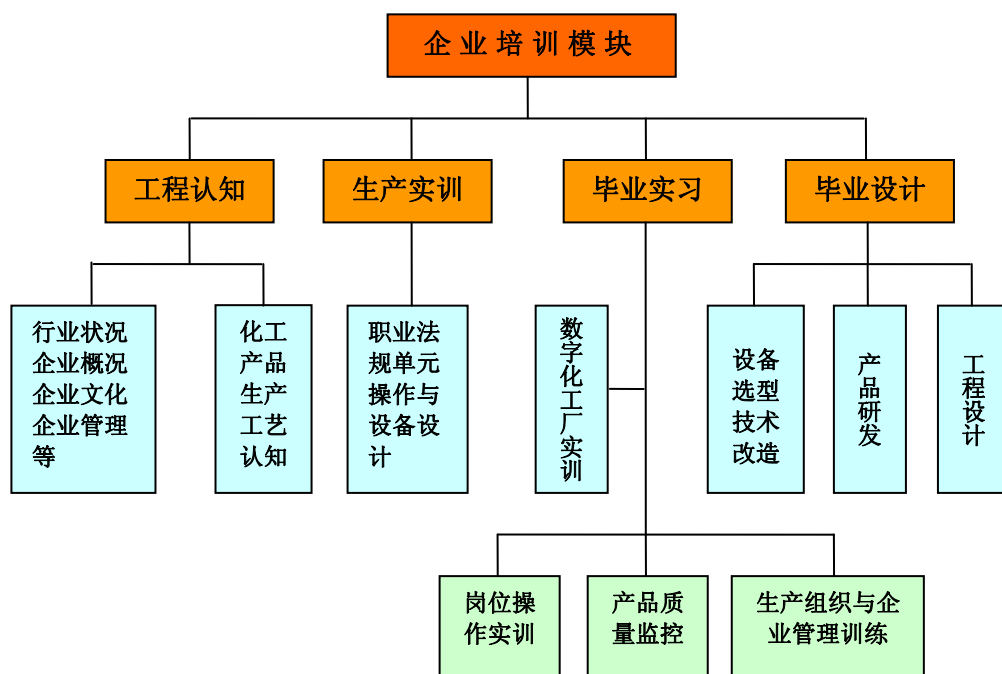 企业培训模块
工程认知
生产实训
毕业实习
毕业设计
行业状况
企业概况
企业文化
企业管理
等
化工
产品
生产
工艺
认知
职业法
规单元
操作与
设备设
计
数字化工厂实训
设备
选型
技术
改造
产品研发
工程设计
岗位操
作实训
产品质
量监控
生产组织与企
业管理训练